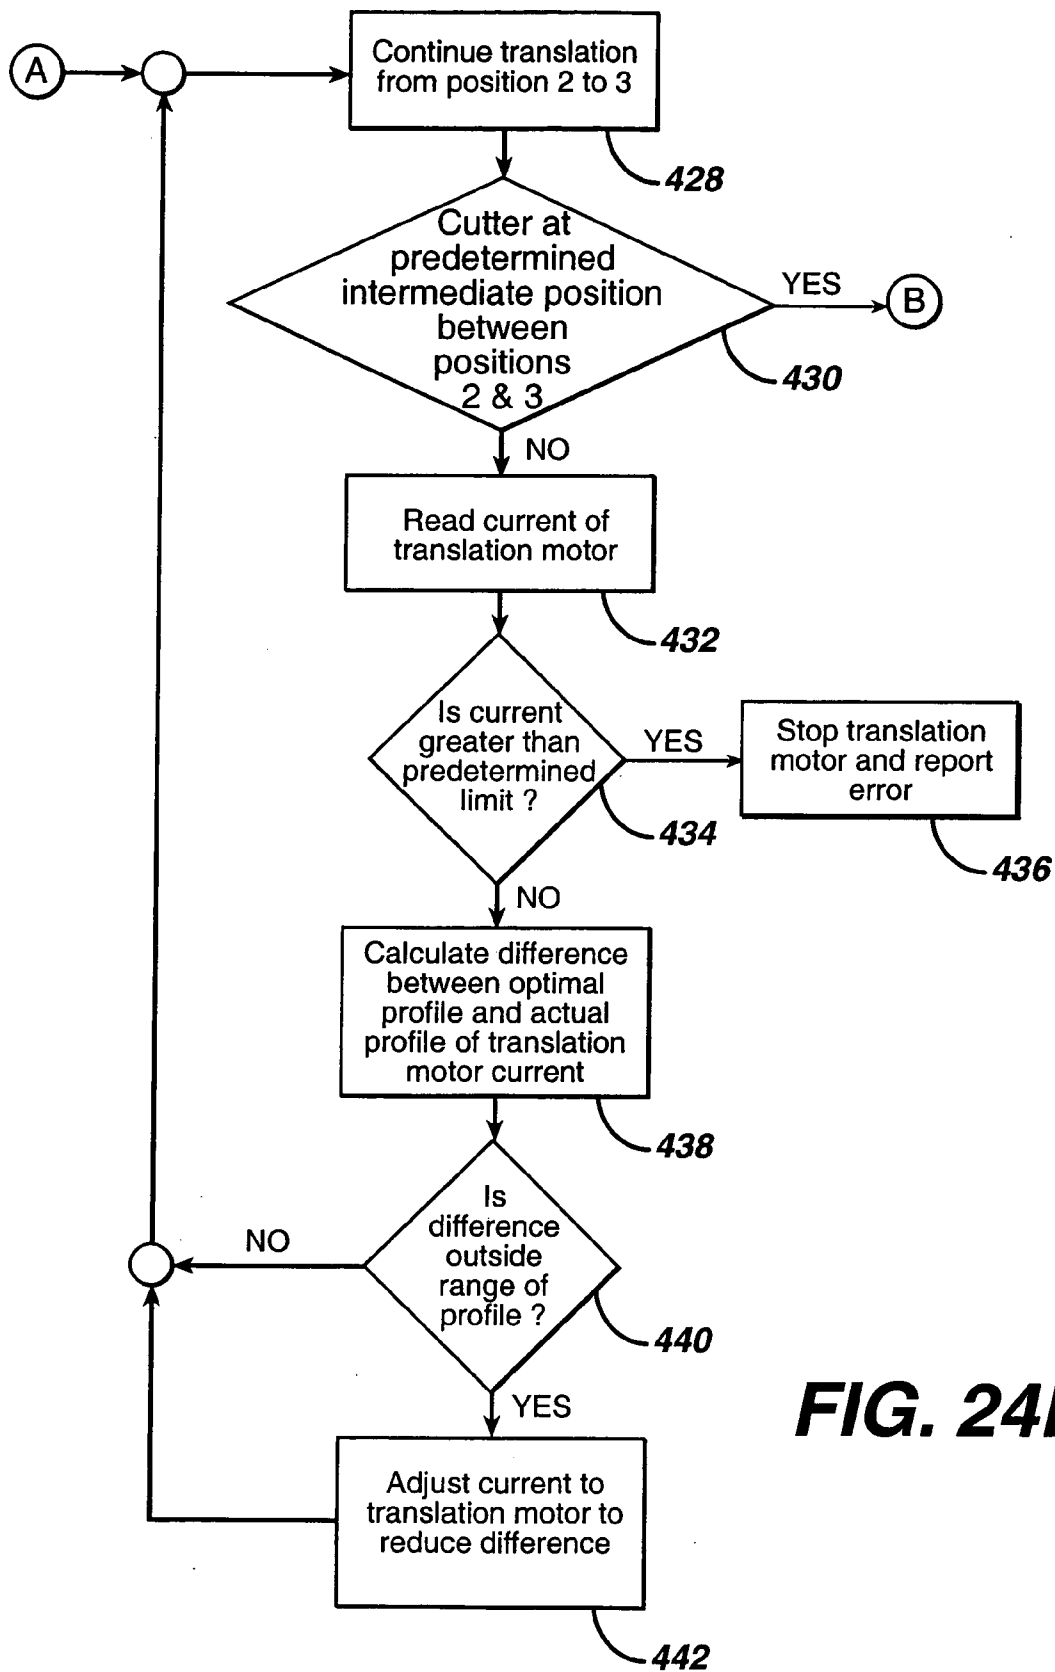 A
Continue translation
from position 2 to 3
428
Cutter at
predetermined
intermediate position
between
positions
2 & 3
YES
B
430
NO
Read current of
translation motor
432
Is current
greater than
predetermined
limit ?
YES
Stop translation
motor and report
error
434
436
NO
Calculate difference
between optimal
profile and actual
profile of translation
motor current
438
Is
difference
outside
range of
profile ?
NO
440
YES
FIG. 24
Adjust current to
translation motor to
reduce difference
442